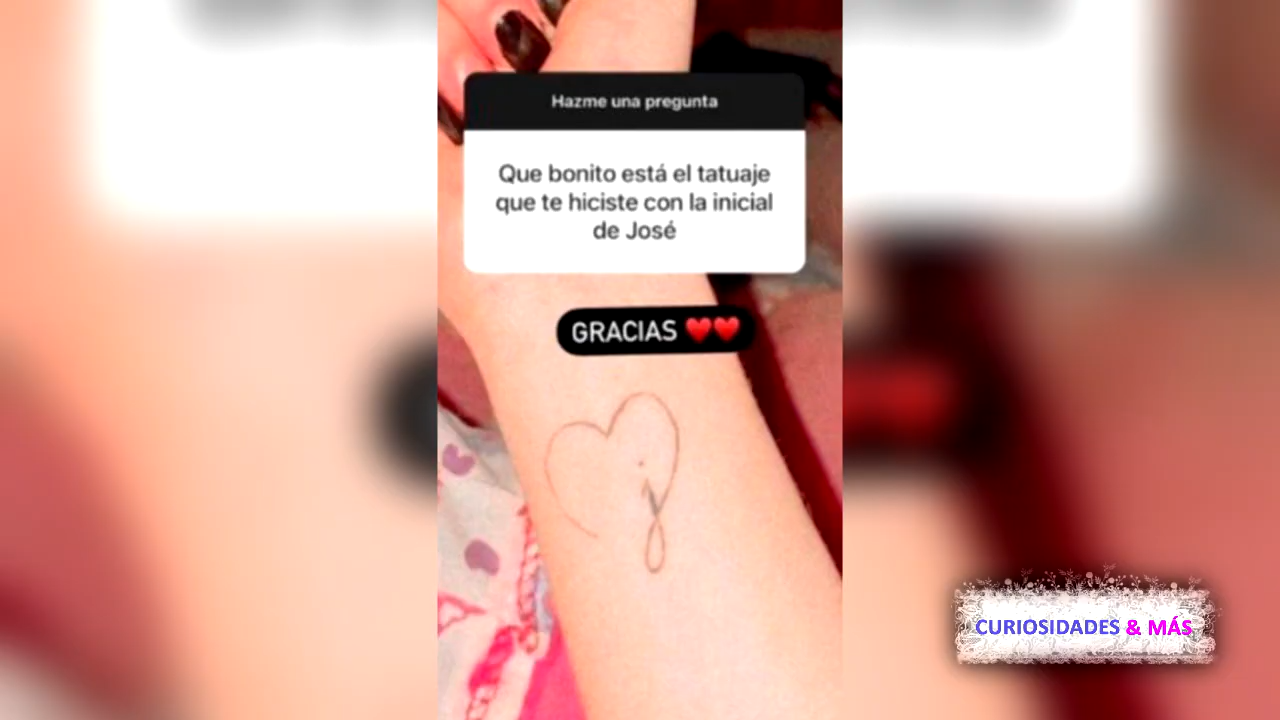 Hazme una pregunta
Que bonito está el tatuaje
que te hiciste con la inicial
de José
GRACIAS ❤️❤️
CURIOSIDADES & MÁS